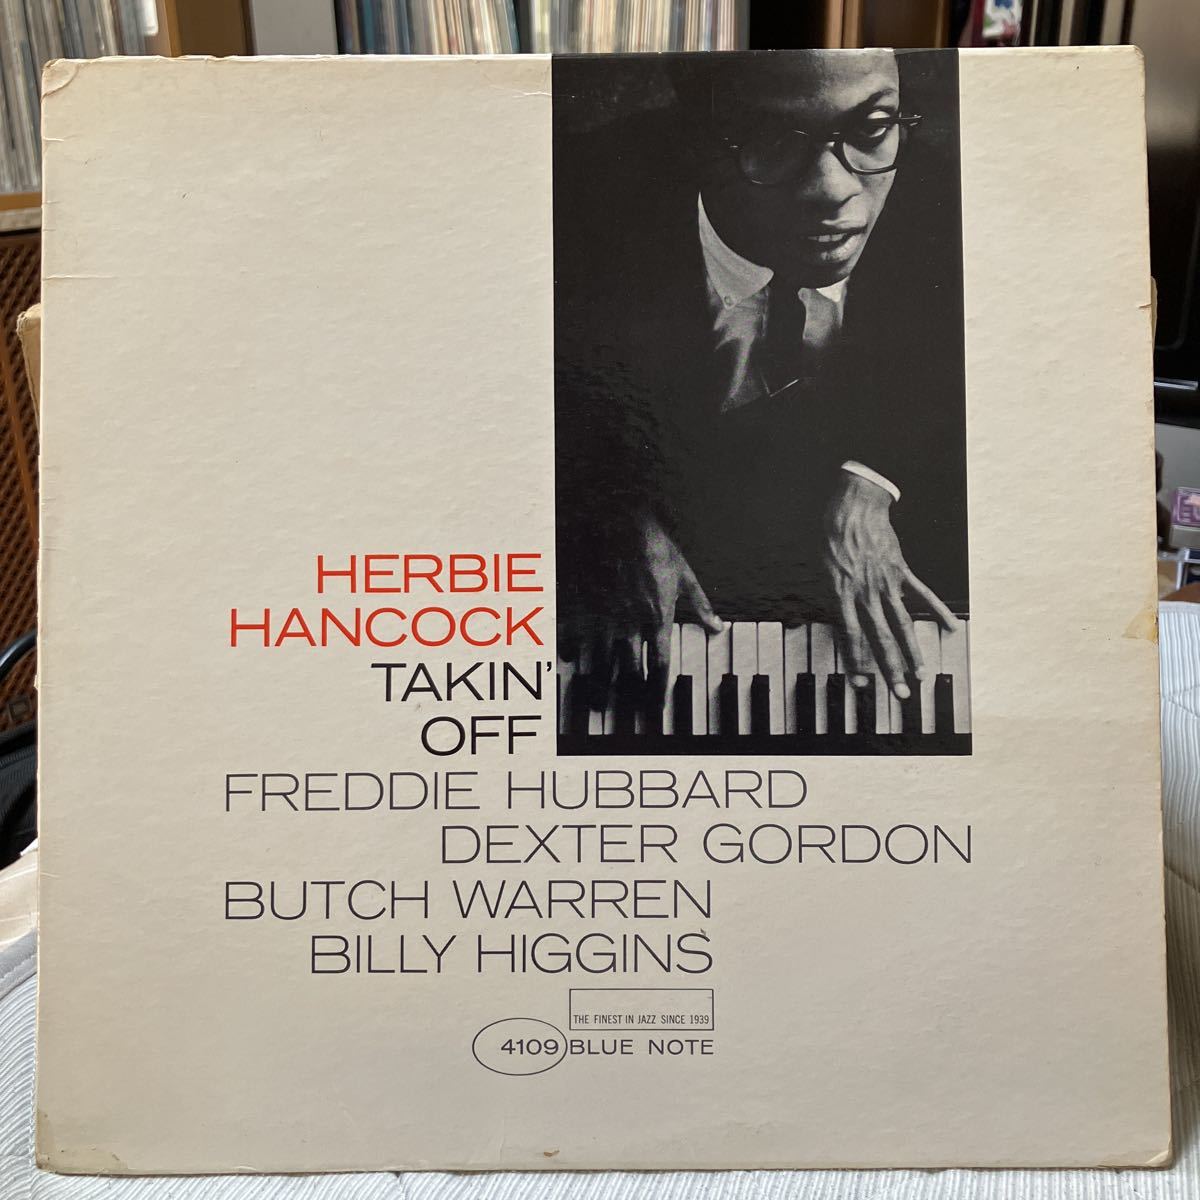 HERBIE
HANCOCK
TAKIN'
OFF
FREDDIE HUBBARD
DEXTER GORDON
BUTCH WARREN
BILLY HIGGINS
THE FINEST IN JAZZ SINCE 1939
4109 BLUE NOTE